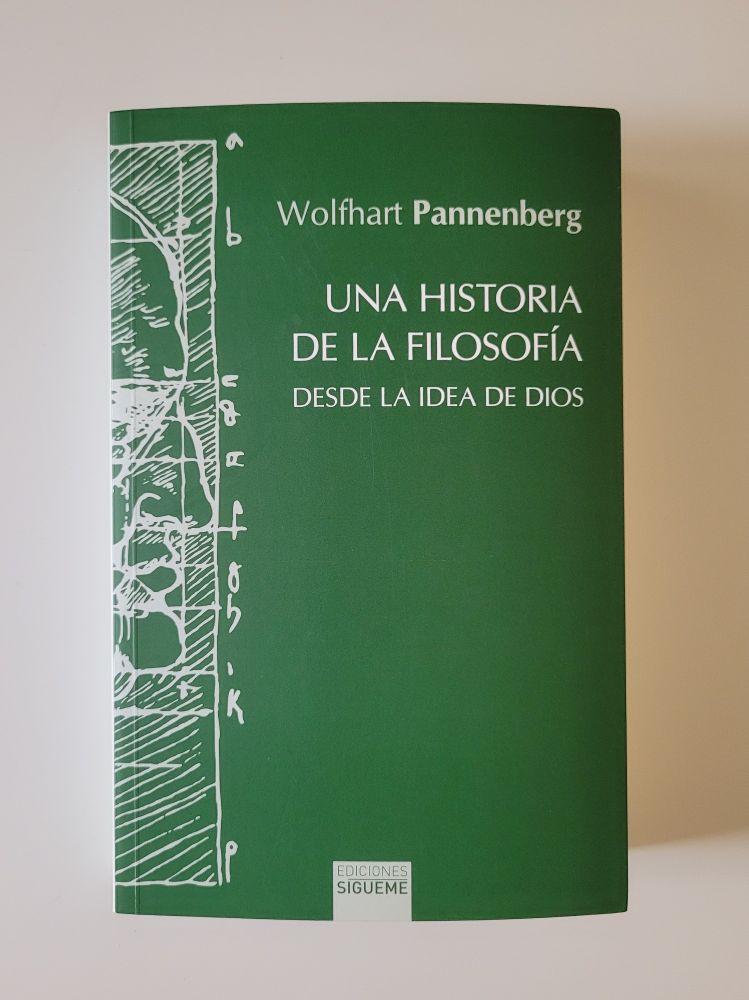 Wolfhart Pannenberg
UNA HISTORIA
DE LA FILOSOFÍA
DESDE LA IDEA DE DIOS
a
b
f
g
h
i
K
p
EDICIONES
SIGUEME